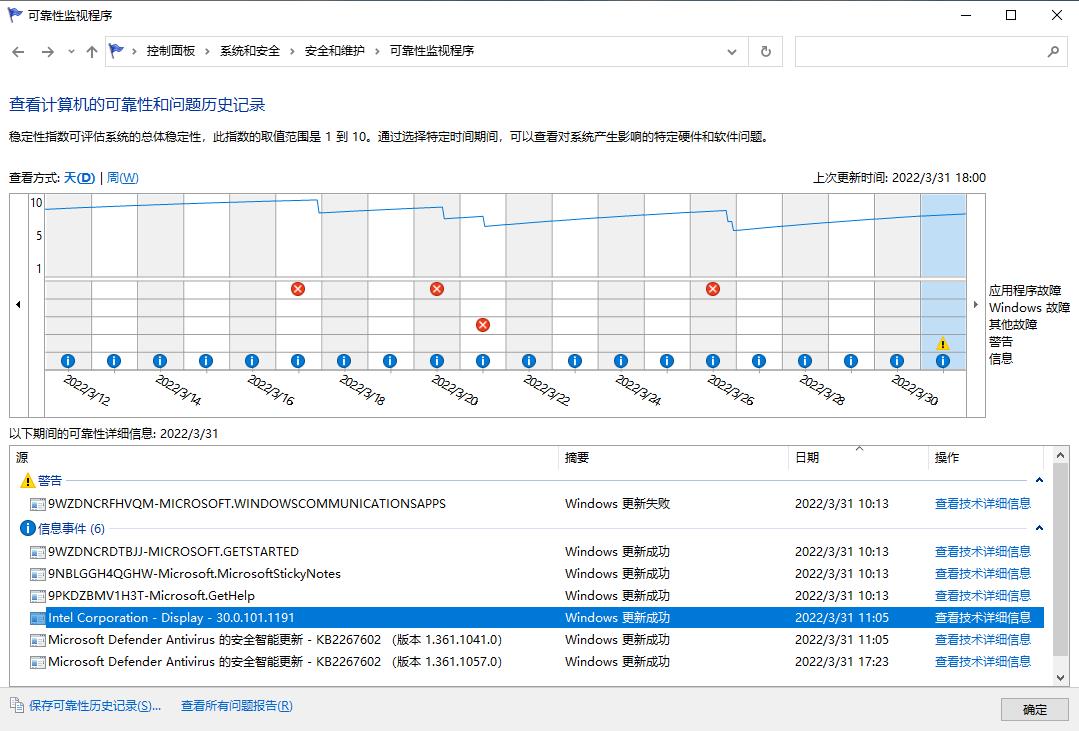 可靠性监视程序
控制面板 › 系统和安全 › 安全和维护 › 可靠性监视程序
查看计算机的可靠性和问题历史记录
稳定性指数可评估系统的总体稳定性，此指数的取值范围是 1 到 10。通过选择特定时间期间，可以查看对系统产生影响的特定硬件和软件问题。
查看方式: 天(D) | 周(W)
上次更新时间: 2022/3/31 18:00
10
5
1
应用程序故障
Windows 故障
其他故障
警告
信息
2022/3/12 2022/3/14 2022/3/16 2022/3/18 2022/3/20 2022/3/22 2022/3/24 2022/3/26 2022/3/28 2022/3/30
以下期间的可靠性详细信息: 2022/3/31
源 摘要 日期 操作
警告
9WZDNCRFHVQM-MICROSOFT.WINDOWSCOMMUNICATIONSAPPS Windows 更新失败 2022/3/31 10:13 查看技术详细信息
信息事件 (6)
9WZDNCRDTBJJ-MICROSOFT.GETSTARTED Windows 更新成功 2022/3/31 10:13 查看技术详细信息
9NBLGGH4QGHW-Microsoft.MicrosoftStickyNotes Windows 更新成功 2022/3/31 10:13 查看技术详细信息
9PKDZBMV1H3T-Microsoft.GetHelp Windows 更新成功 2022/3/31 10:13 查看技术详细信息
Intel Corporation - Display - 30.0.101.1191 Windows 更新成功 2022/3/31 11:05 查看技术详细信息
Microsoft Defender Antivirus 的安全智能更新 - KB2267602 （版本 1.361.1041.0) Windows 更新成功 2022/3/31 11:05 查看技术详细信息
Microsoft Defender Antivirus 的安全智能更新 - KB2267602 （版本 1.361.1057.0) Windows 更新成功 2022/3/31 17:23 查看技术详细信息
保存可靠性历史记录(S)... 查看所有问题报告(R)
确定